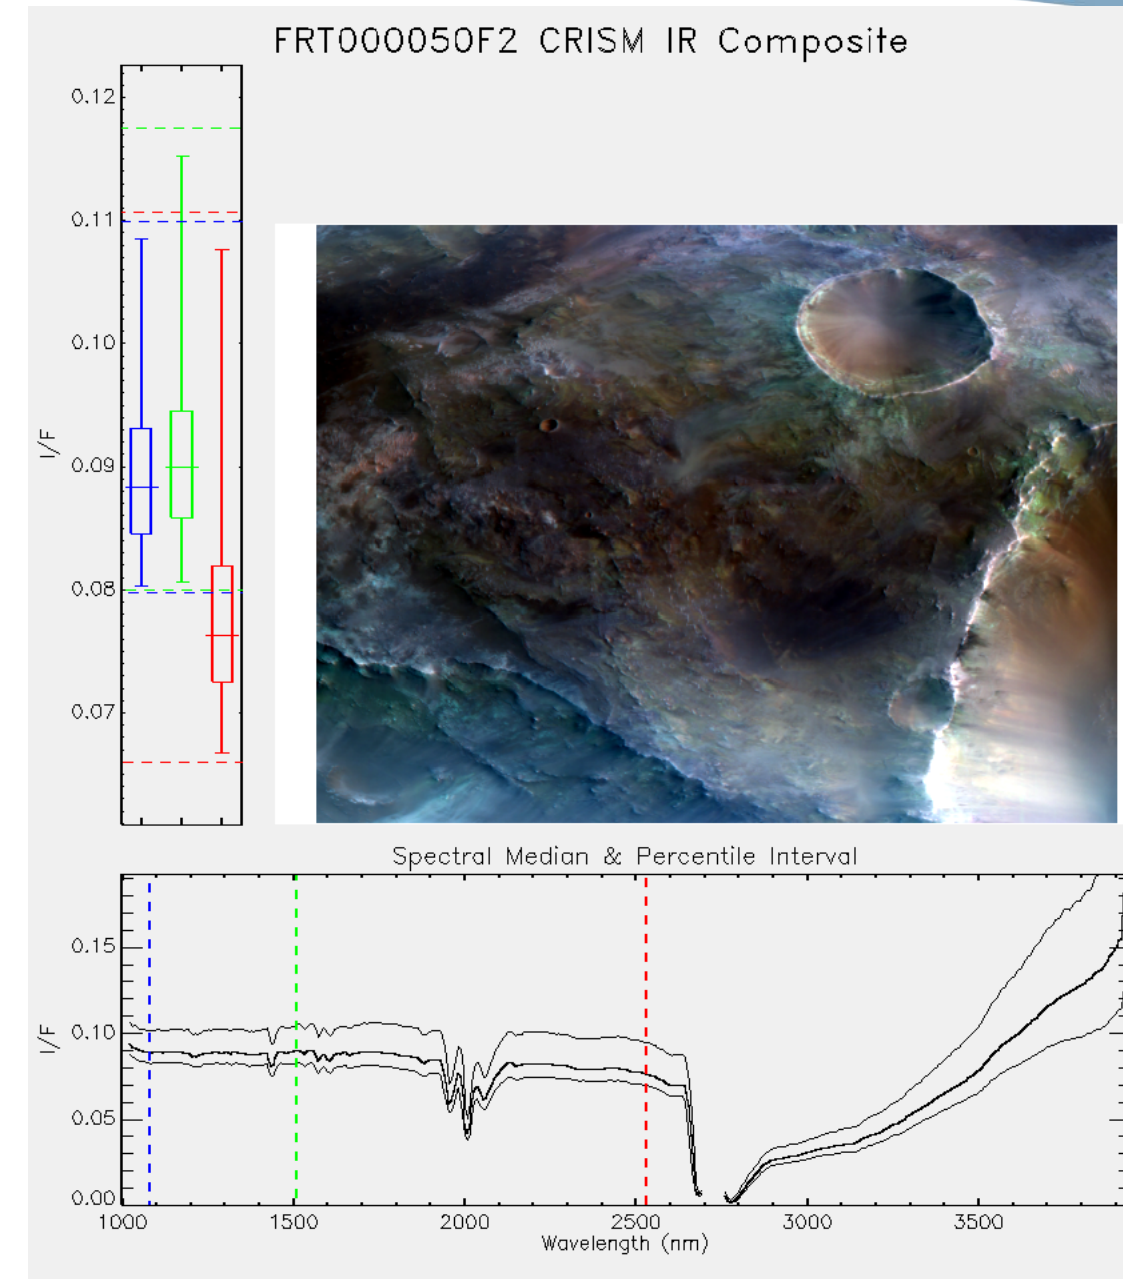 FRT000050F2 CRISM IR Composite
0.12
0.11
0.10
0.09
0.08
0.07
I/F
Spectral Median & Percentile Interval
0.15
0.10
0.05
0.00
I/F
1000 1500 2000 2500 3000 3500
Wavelength (nm)